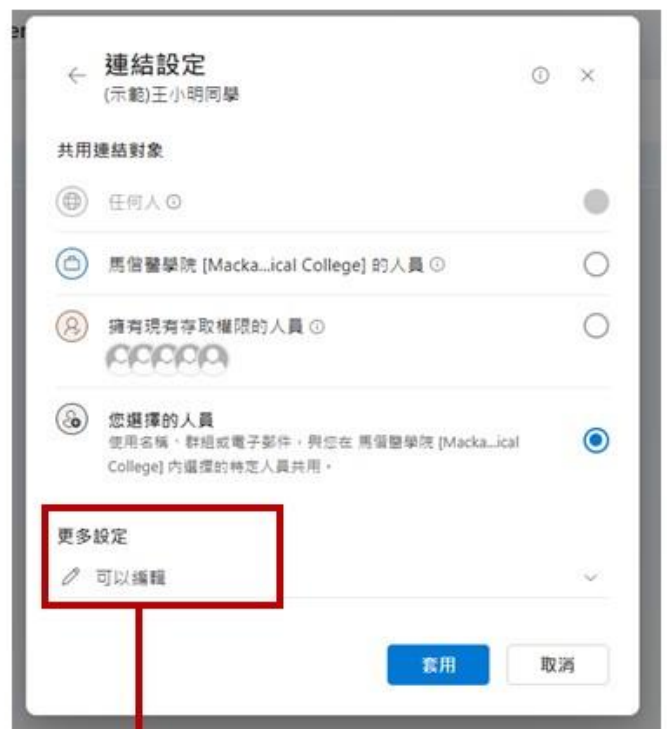 er
連結設定
(示範)王小明同學
共用連結對象
任何人
馬偕醫學院 [Macka...ical College] 的人員
擁有現有存取權限的人員
您選擇的人員
使用名稱、群組或電子郵件，與您在 馬偕醫學院 [Macka...ical
College] 內選擇的特定人員共用。
更多設定
可以編輯
套用
取消